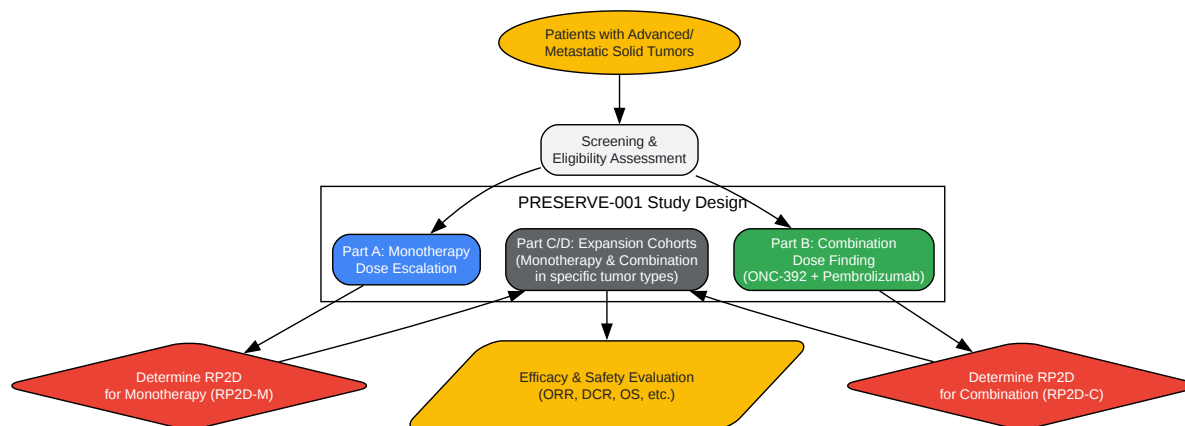 Patients with Advanced/
Metastatic Solid Tumors
Screening &
Eligibility Assessment
PRESERVE-001 Study Design
Part A: Monotherapy
Dose Escalation
Part C/D: Expansion Cohorts
(Monotherapy & Combination
in specific tumor types)
Part B: Combination
Dose Finding
(ONC-392 + Pembrolizumab)
Determine RP2D
for Monotherapy (RP2D-M)
Efficacy & Safety Evaluation
(ORR, DCR, OS, etc.)
Determine RP2D
for Combination (RP2D-C)